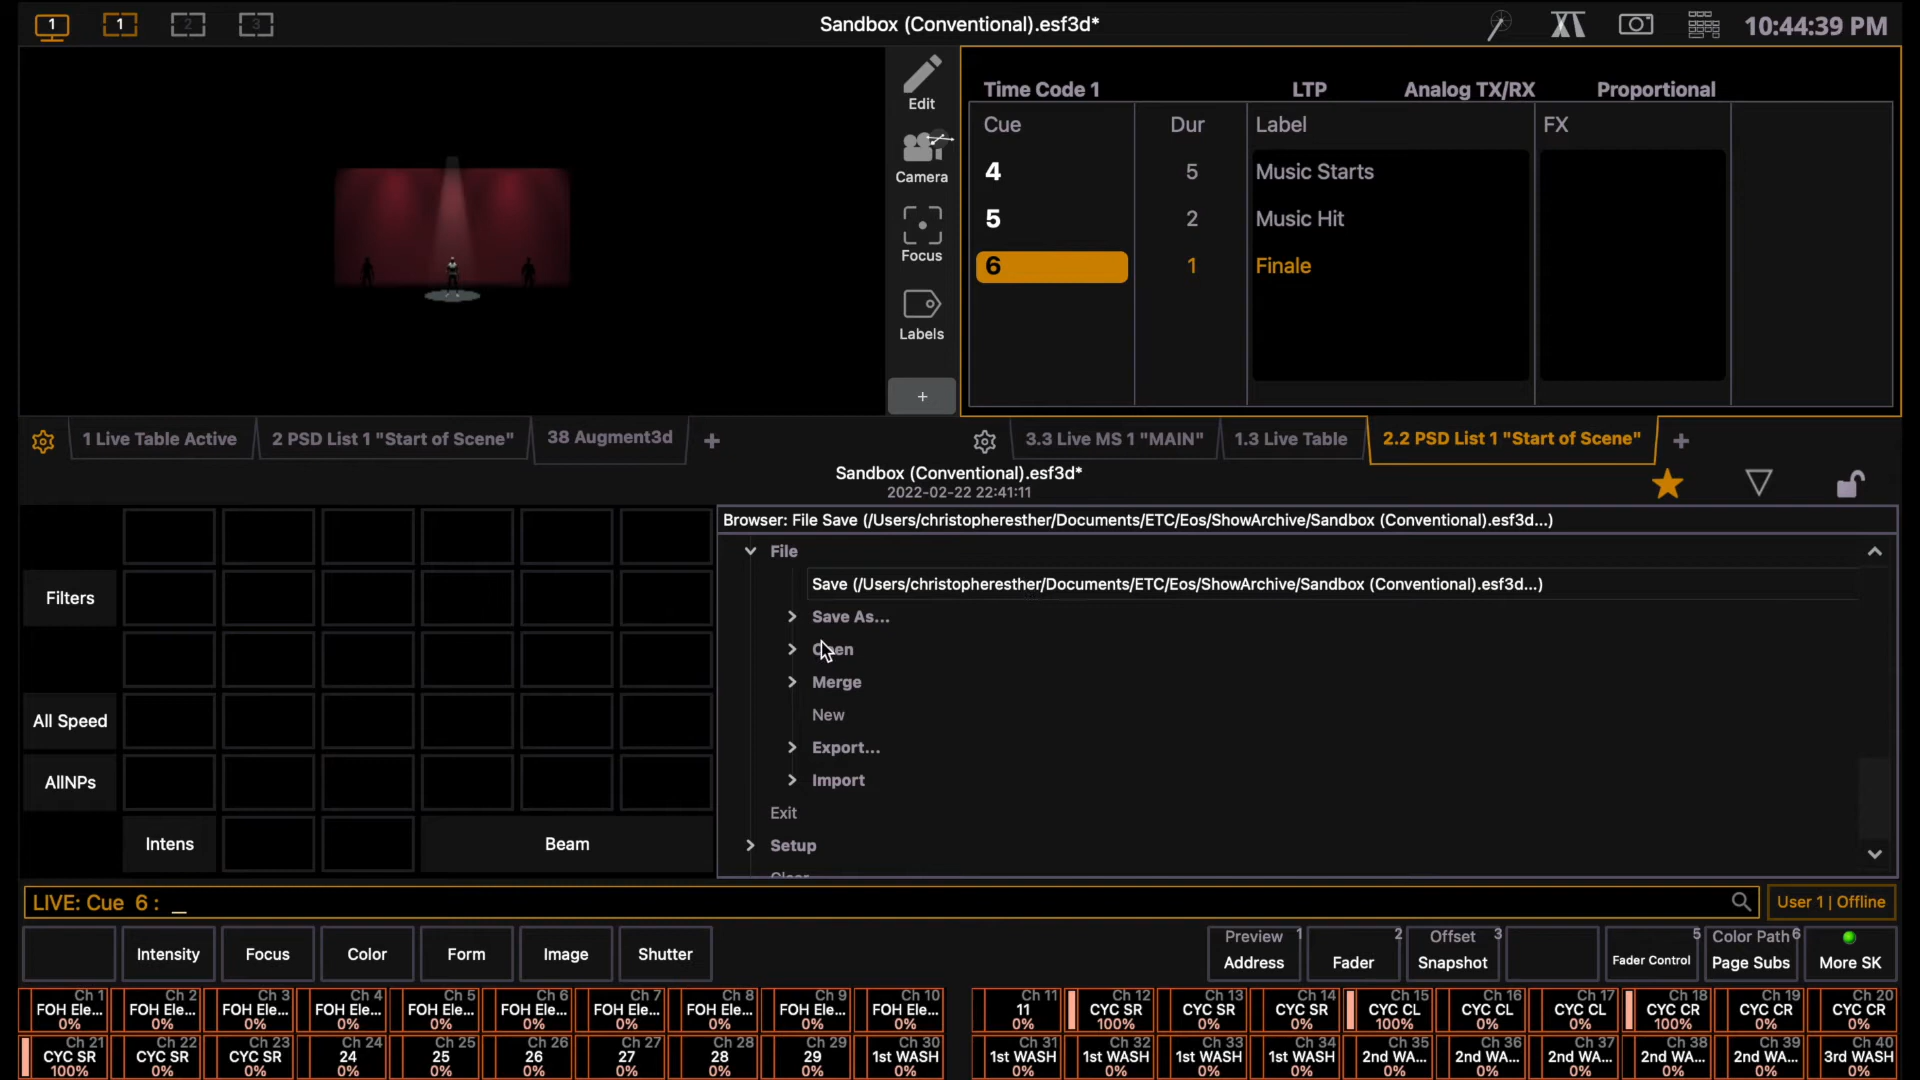 1 1 2 3 Sandbox (Conventional).esf3d* 10:44:39 PM
Edit
Camera
Focus
Labels
+
Time Code 1 LTP Analog TX/RX Proportional
Cue Dur Label FX
4 5 Music Starts
5 2 Music Hit
6 1 Finale
1 Live Table Active 2 PSD List 1 "Start of Scene" 38 Augment3d +
3.3 Live MS 1 "MAIN" 1.3 Live Table 2.2 PSD List 1 "Start of Scene" +
Sandbox (Conventional).esf3d*
2022-02-22 22:41:11
Filters
All Speed
AllNPs
Intens Beam
Browser: File Save (/Users/christopheresther/Documents/ETC/Eos/ShowArchive/Sandbox (Conventional).esf3d...)
File
Save (/Users/christopheresther/Documents/ETC/Eos/ShowArchive/Sandbox (Conventional).esf3d...)
Save As...
Open
Merge
New
Export...
Import
Exit
Setup
Clear
LIVE: Cue 6 : _ User 1 | Offline
Intensity Focus Color Form Image Shutter
Preview 1 2 Offset 3 5 Color Path 6
Address Fader Snapshot Fader Control Page Subs More SK
Ch 1 Ch 2 Ch 3 Ch 4 Ch 5 Ch 6 Ch 7 Ch 8 Ch 9 Ch 10 Ch 11 Ch 12 Ch 13 Ch 14 Ch 15 Ch 16 Ch 17 Ch 18 Ch 19 Ch 20
FOH Ele... FOH Ele... FOH Ele... FOH Ele... FOH Ele... FOH Ele... FOH Ele... FOH Ele... FOH Ele... FOH Ele... 11 CYC SR CYC SR CYC SR CYC CL CYC CL CYC CL CYC CR CYC CR CYC CR
0% 0% 0% 0% 0% 0% 0% 0% 0% 0% 0% 100% 0% 0% 100% 0% 0% 100% 0% 0%
Ch 21 Ch 22 Ch 23 Ch 24 Ch 25 Ch 26 Ch 27 Ch 28 Ch 29 Ch 30 Ch 31 Ch 32 Ch 33 Ch 34 Ch 35 Ch 36 Ch 37 Ch 38 Ch 39 Ch 40
CYC SR CYC SR CYC SR 24 25 26 27 28 29 1st WASH 1st WASH 1st WASH 1st WASH 1st WASH 2nd WA... 2nd WA... 2nd WA... 2nd WA... 2nd WA... 3rd WASH
100% 0% 0% 0% 0% 0% 0% 0% 0% 0% 0% 0% 0% 0% 0% 0% 0% 0% 0% 0%